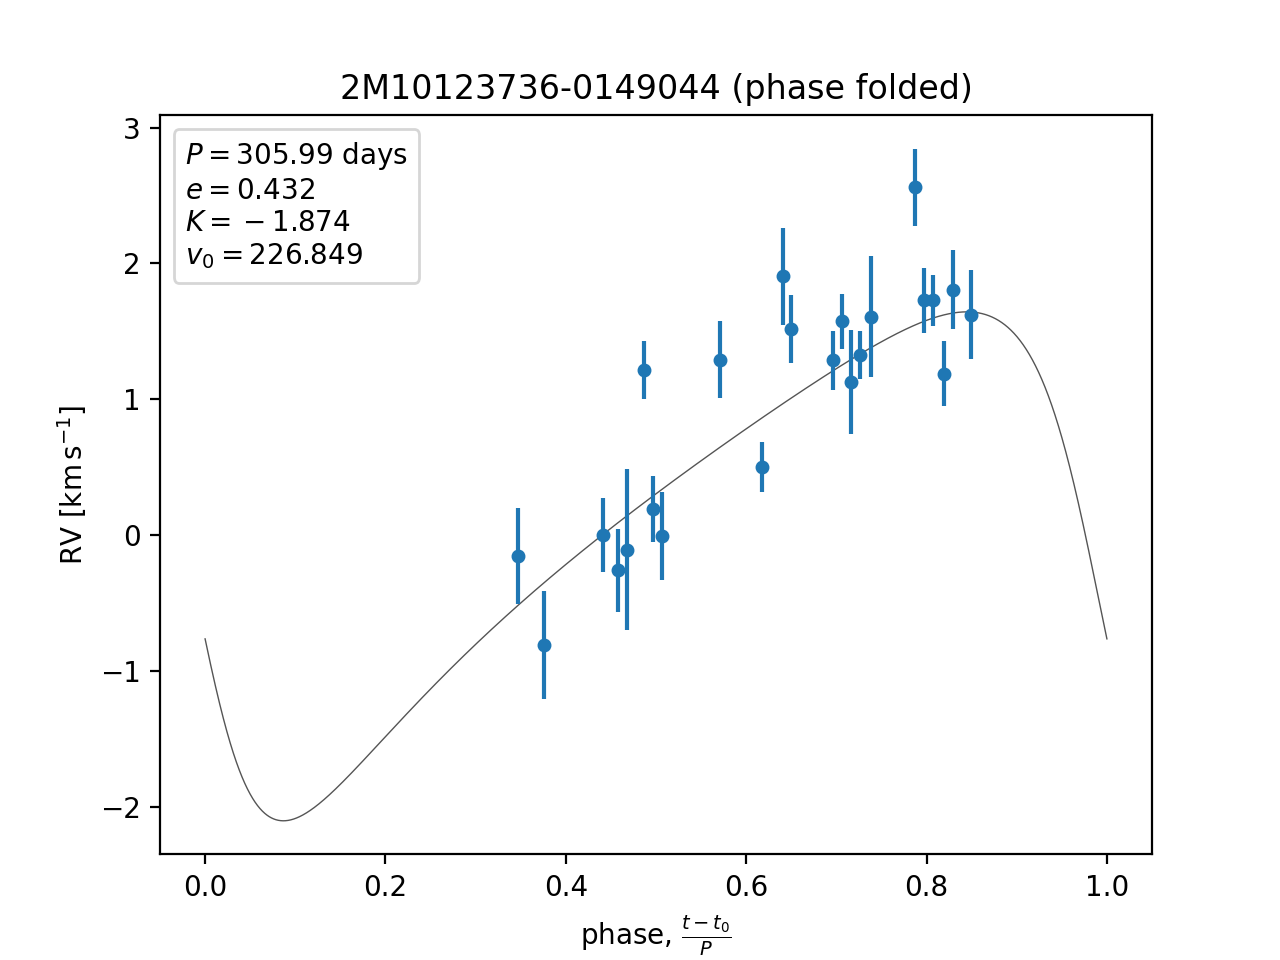 2M10123736-0149044 (phase folded)
P = 305.99 days
e = 0.432
K = −1.874
v₀ = 226.849
3
2
1
0
−1
−2
RV [km s⁻¹]
0.0 0.2 0.4 0.6 0.8 1.0
phase, (t − t₀)/P